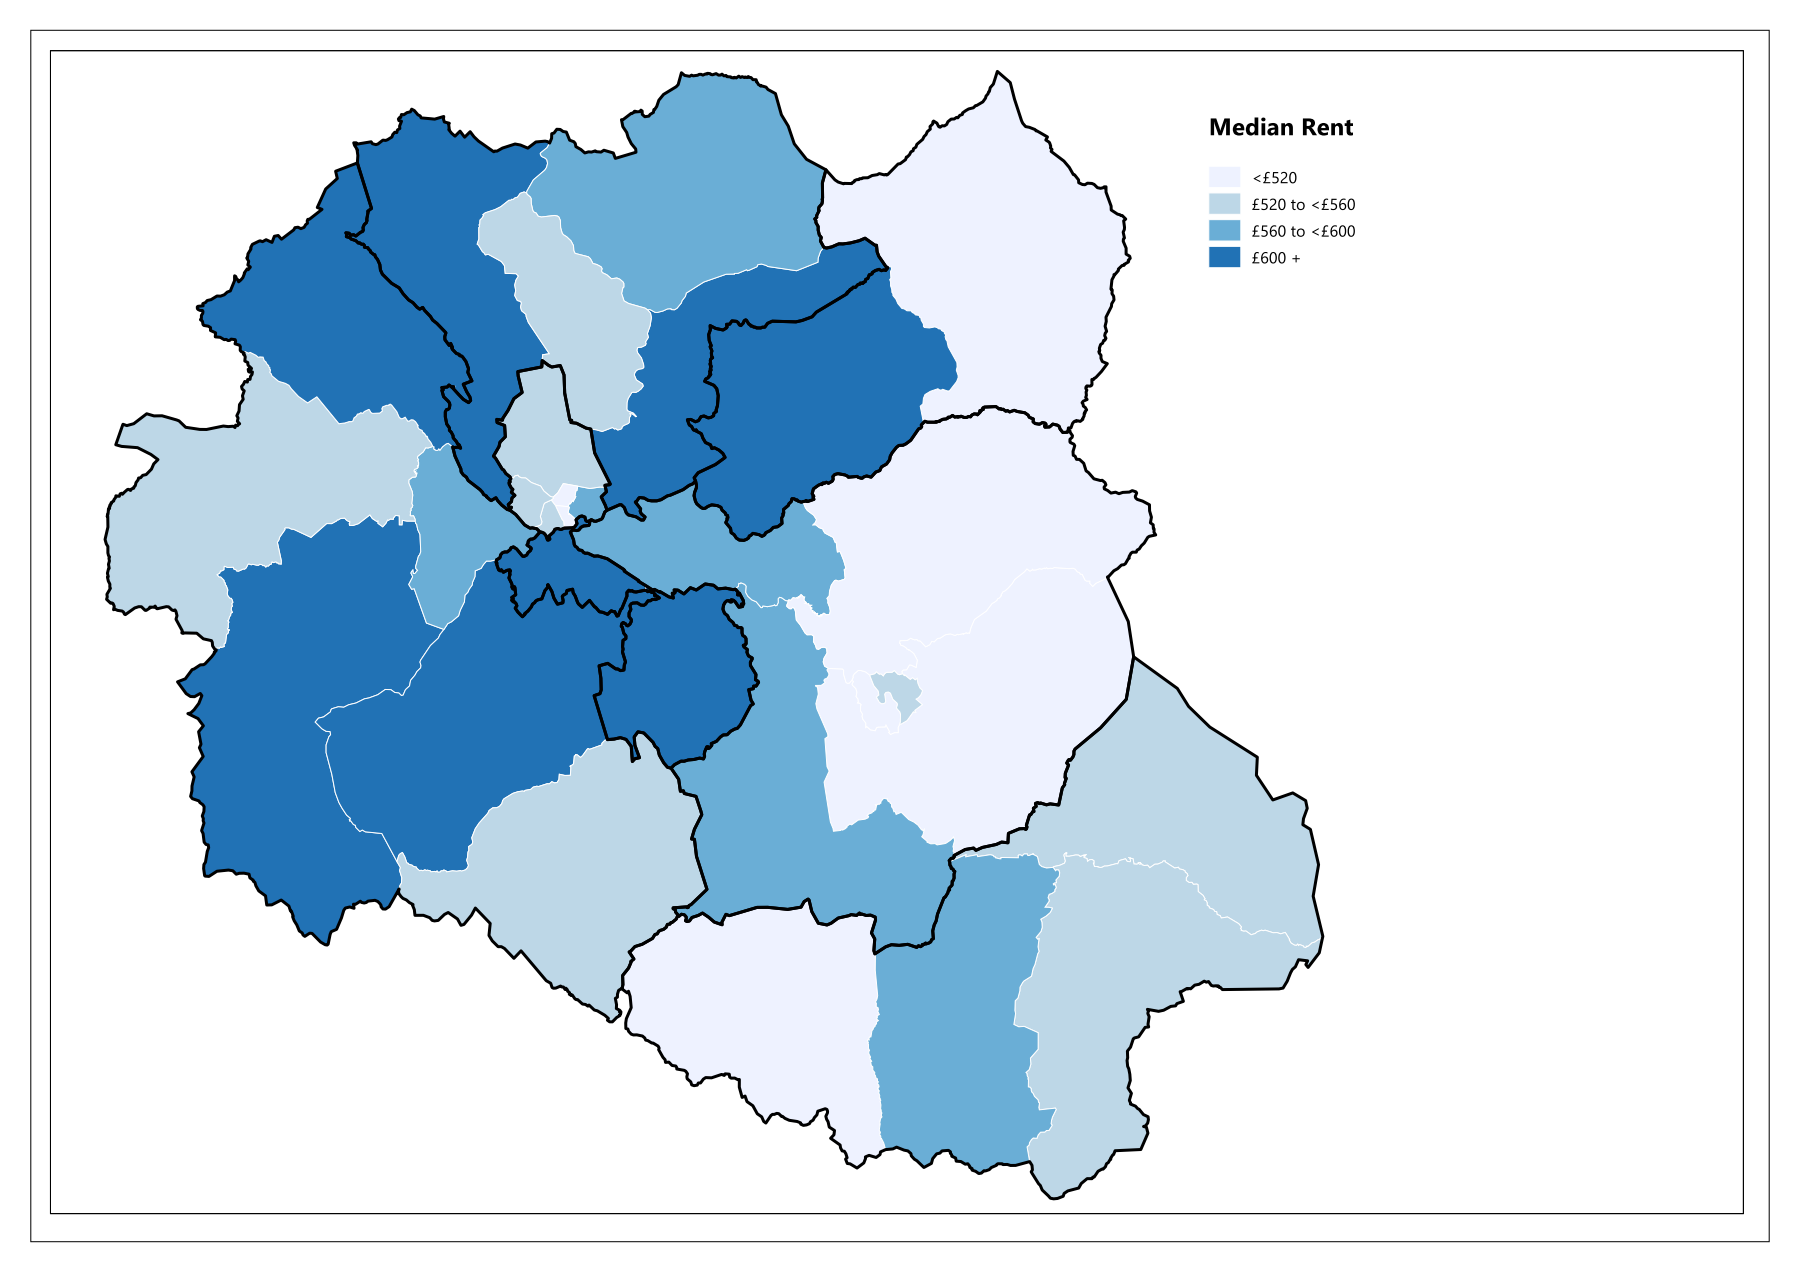 Median Rent
<£520
£520 to <£560
£560 to <£600
£600 +